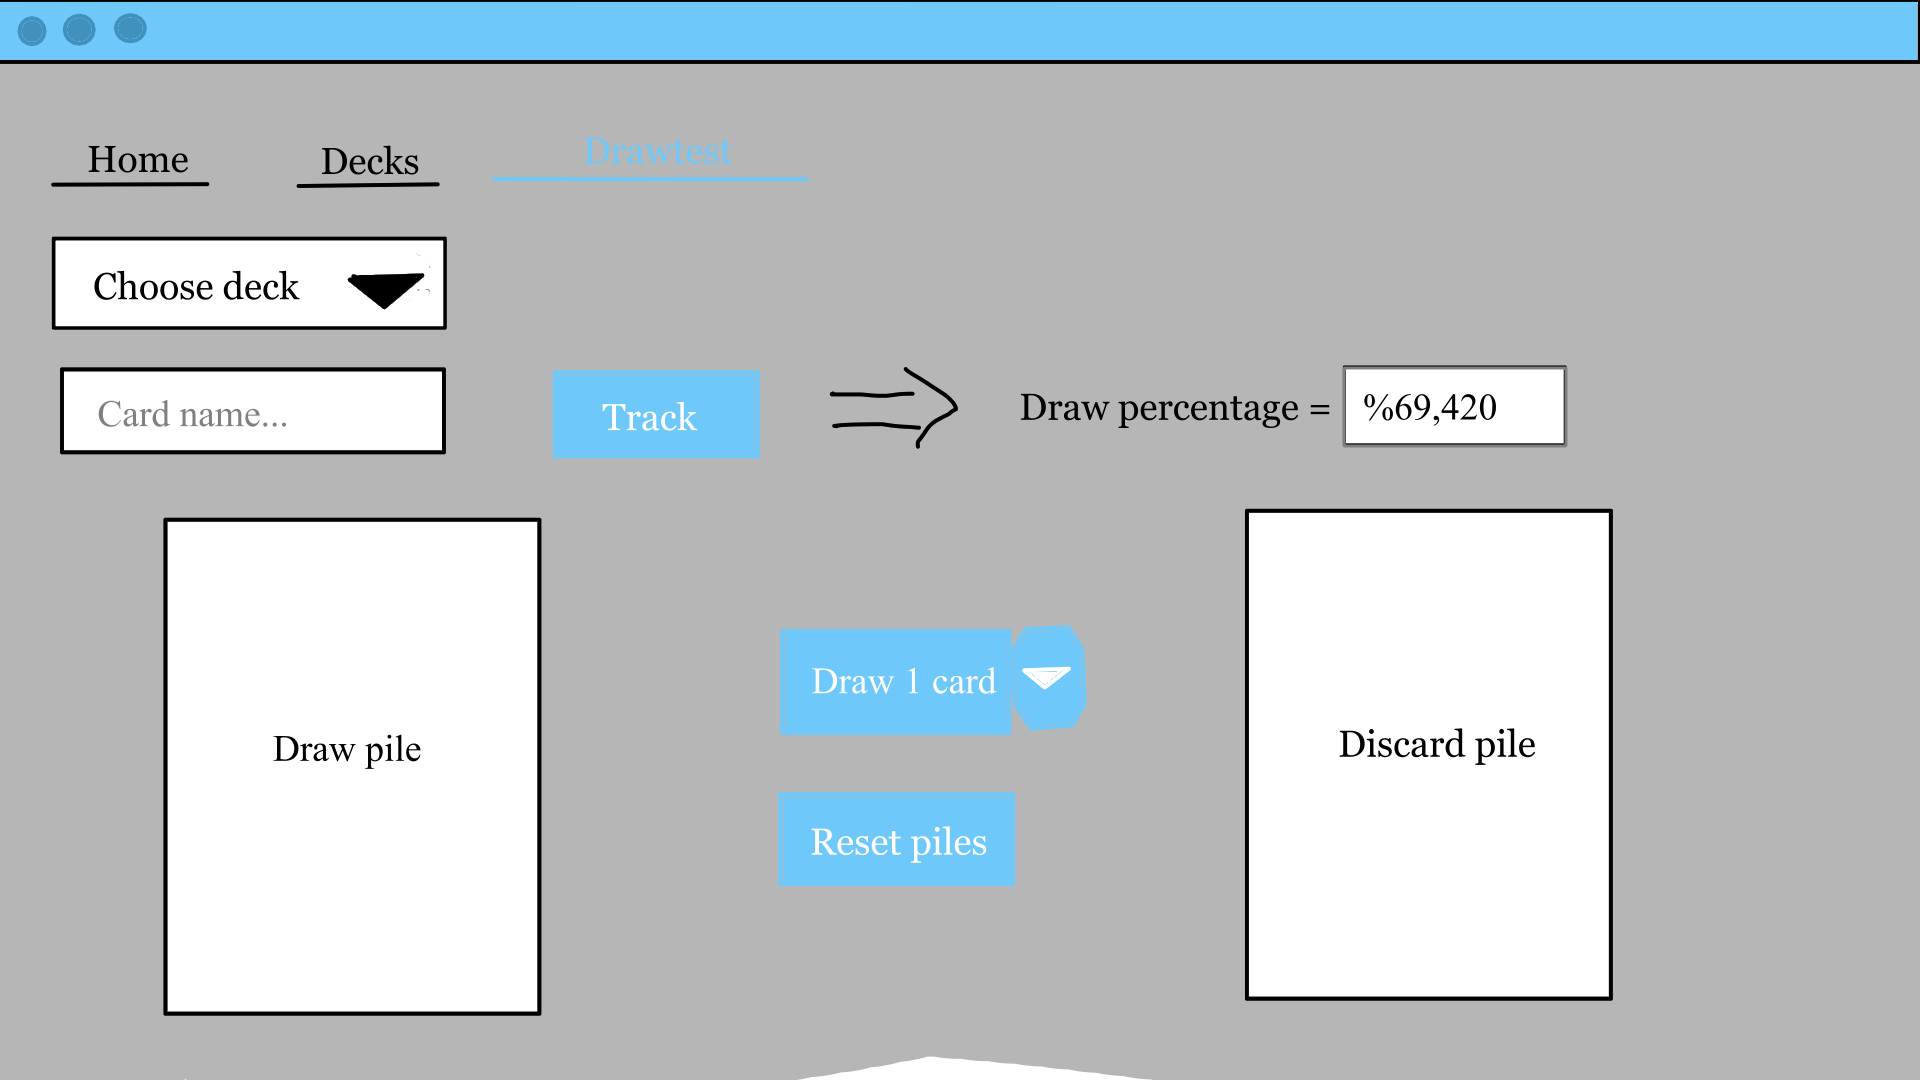 Home
Decks
Drawtest
Choose deck
Card name...
Track
Draw percentage =
%69,420
Draw pile
Draw 1 card
Reset piles
Discard pile